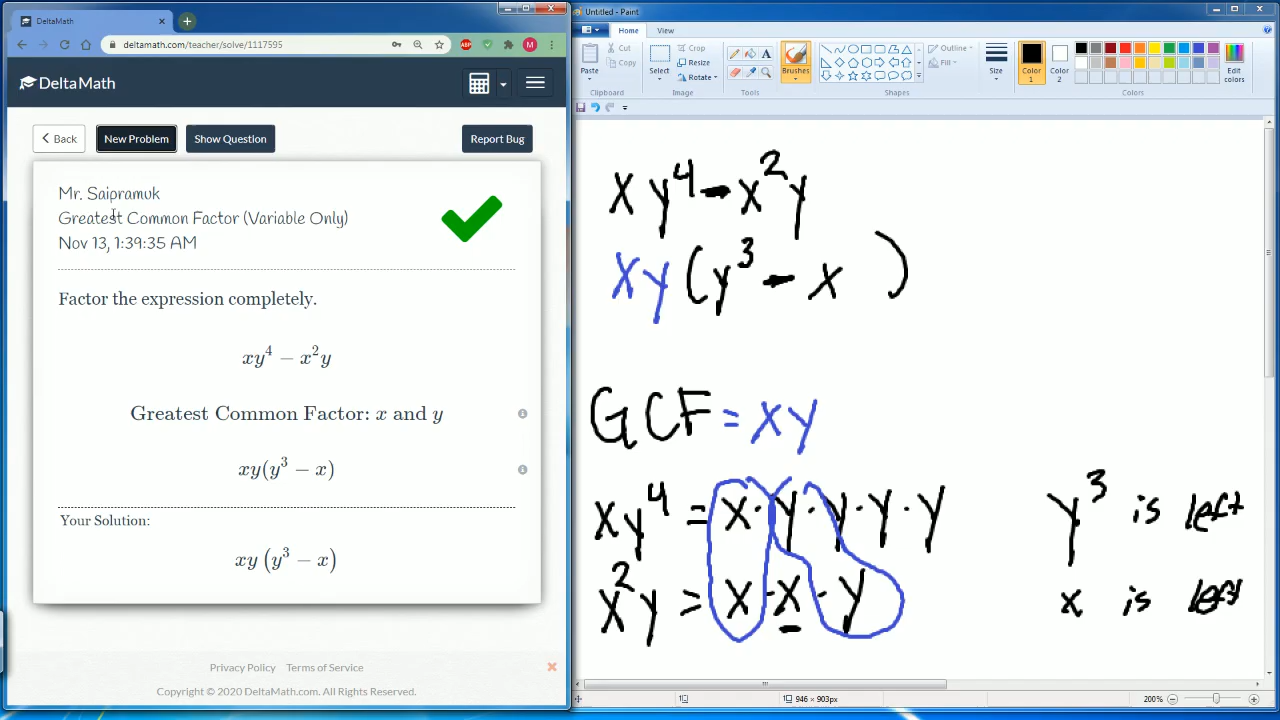 DeltaMath
Untitled - Paint
deltamath.com/teacher/solve/1117595
ABP
M
Home
View
Paste
Cut
Copy
Clipboard
Select
Crop
Resize
Rotate
Image
Tools
Brushes
Shapes
Outline
Fill
Size
Color
1
Color
2
Edit
colors
Colors
DeltaMath
Back
New Problem
Show Question
Report Bug
Mr. Saipramuk
Greatest Common Factor (Variable Only)
Nov 13, 1:39:35 AM
Factor the expression completely.
xy⁴ − x²y
Greatest Common Factor: x and y
xy(y³ − x)
Your Solution:
xy (y³ − x)
Privacy Policy
Terms of Service
Copyright © 2020 DeltaMath.com. All Rights Reserved.
xy⁴ - x²y
xy (y³ - x )
GCF = xy
xy⁴ = x · y · y · y · y
y³ is left
x²y = x · x · y
x is left
946 × 903px
200%